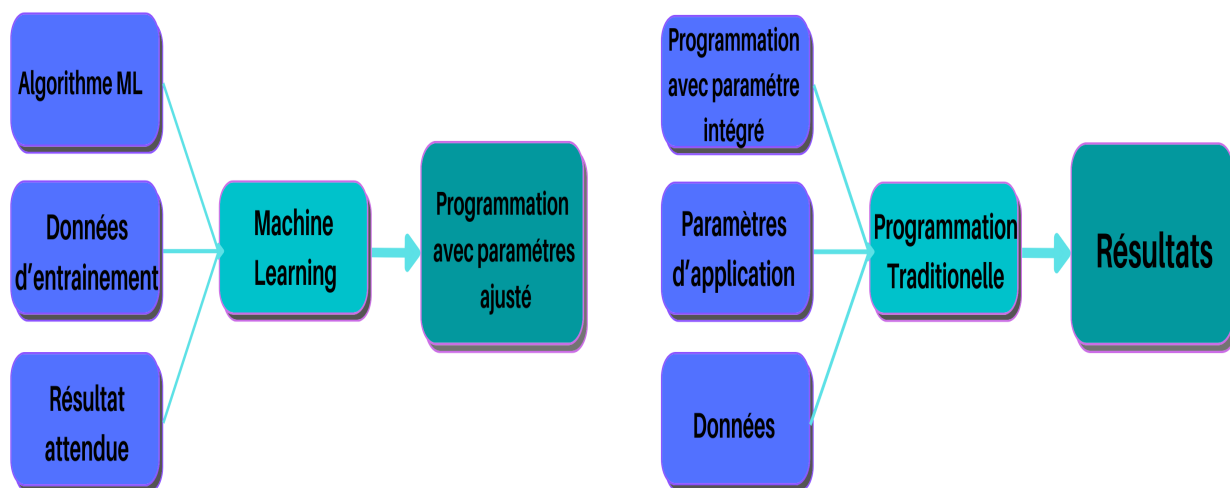 Algorithme ML
Données
d'entrainement
Résultat
attendue
Machine
Learning
Programmation
avec paramétres
ajusté
Programmation
avec paramétre
intégré
Paramètres
d'application
Données
Programmation
Traditionelle
Résultats